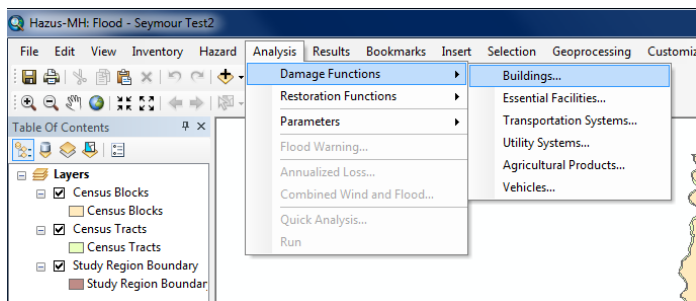 Hazus-MH: Flood - Seymour Test2
File Edit View Inventory Hazard Analysis Results Bookmarks Insert Selection Geoprocessing Customiz
Damage Functions
Restoration Functions
Parameters
Flood Warning...
Annualized Loss...
Combined Wind and Flood...
Quick Analysis...
Run
Buildings...
Essential Facilities...
Transportation Systems...
Utility Systems...
Agricultural Products...
Vehicles...
Table Of Contents
Layers
Census Blocks
Census Blocks
Census Tracts
Census Tracts
Study Region Boundary
Study Region Boundar